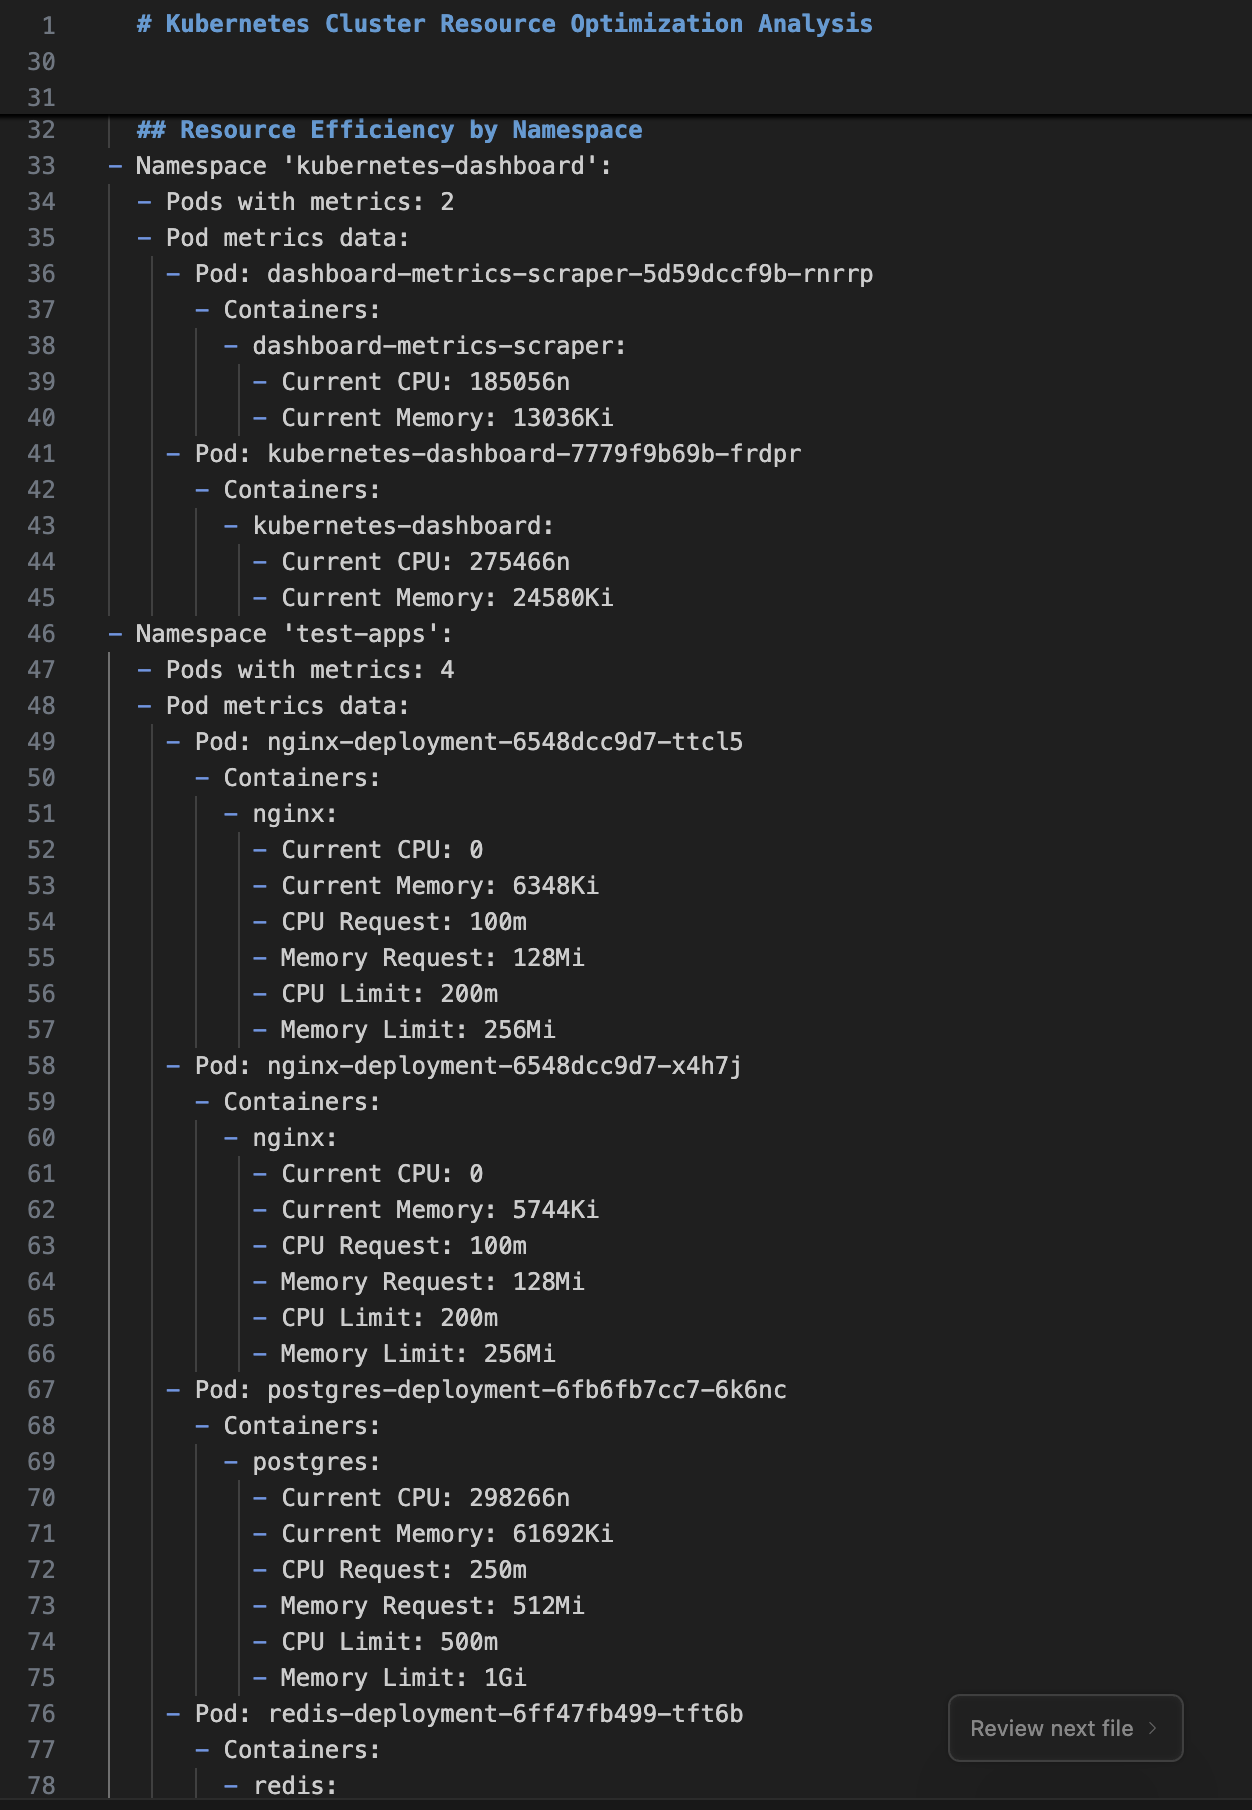 1 # Kubernetes Cluster Resource Optimization Analysis
30
31
32 ## Resource Efficiency by Namespace
33 - Namespace 'kubernetes-dashboard':
34 - Pods with metrics: 2
35 - Pod metrics data:
36 - Pod: dashboard-metrics-scraper-5d59dccf9b-rnrrp
37 - Containers:
38 - dashboard-metrics-scraper:
39 - Current CPU: 185056n
40 - Current Memory: 13036Ki
41 - Pod: kubernetes-dashboard-7779f9b69b-frdpr
42 - Containers:
43 - kubernetes-dashboard:
44 - Current CPU: 275466n
45 - Current Memory: 24580Ki
46 - Namespace 'test-apps':
47 - Pods with metrics: 4
48 - Pod metrics data:
49 - Pod: nginx-deployment-6548dcc9d7-ttcl5
50 - Containers:
51 - nginx:
52 - Current CPU: 0
53 - Current Memory: 6348Ki
54 - CPU Request: 100m
55 - Memory Request: 128Mi
56 - CPU Limit: 200m
57 - Memory Limit: 256Mi
58 - Pod: nginx-deployment-6548dcc9d7-x4h7j
59 - Containers:
60 - nginx:
61 - Current CPU: 0
62 - Current Memory: 5744Ki
63 - CPU Request: 100m
64 - Memory Request: 128Mi
65 - CPU Limit: 200m
66 - Memory Limit: 256Mi
67 - Pod: postgres-deployment-6fb6fb7cc7-6k6nc
68 - Containers:
69 - postgres:
70 - Current CPU: 298266n
71 - Current Memory: 61692Ki
72 - CPU Request: 250m
73 - Memory Request: 512Mi
74 - CPU Limit: 500m
75 - Memory Limit: 1Gi
76 - Pod: redis-deployment-6ff47fb499-tft6b
Review next file >
77 - Containers:
78 - redis: